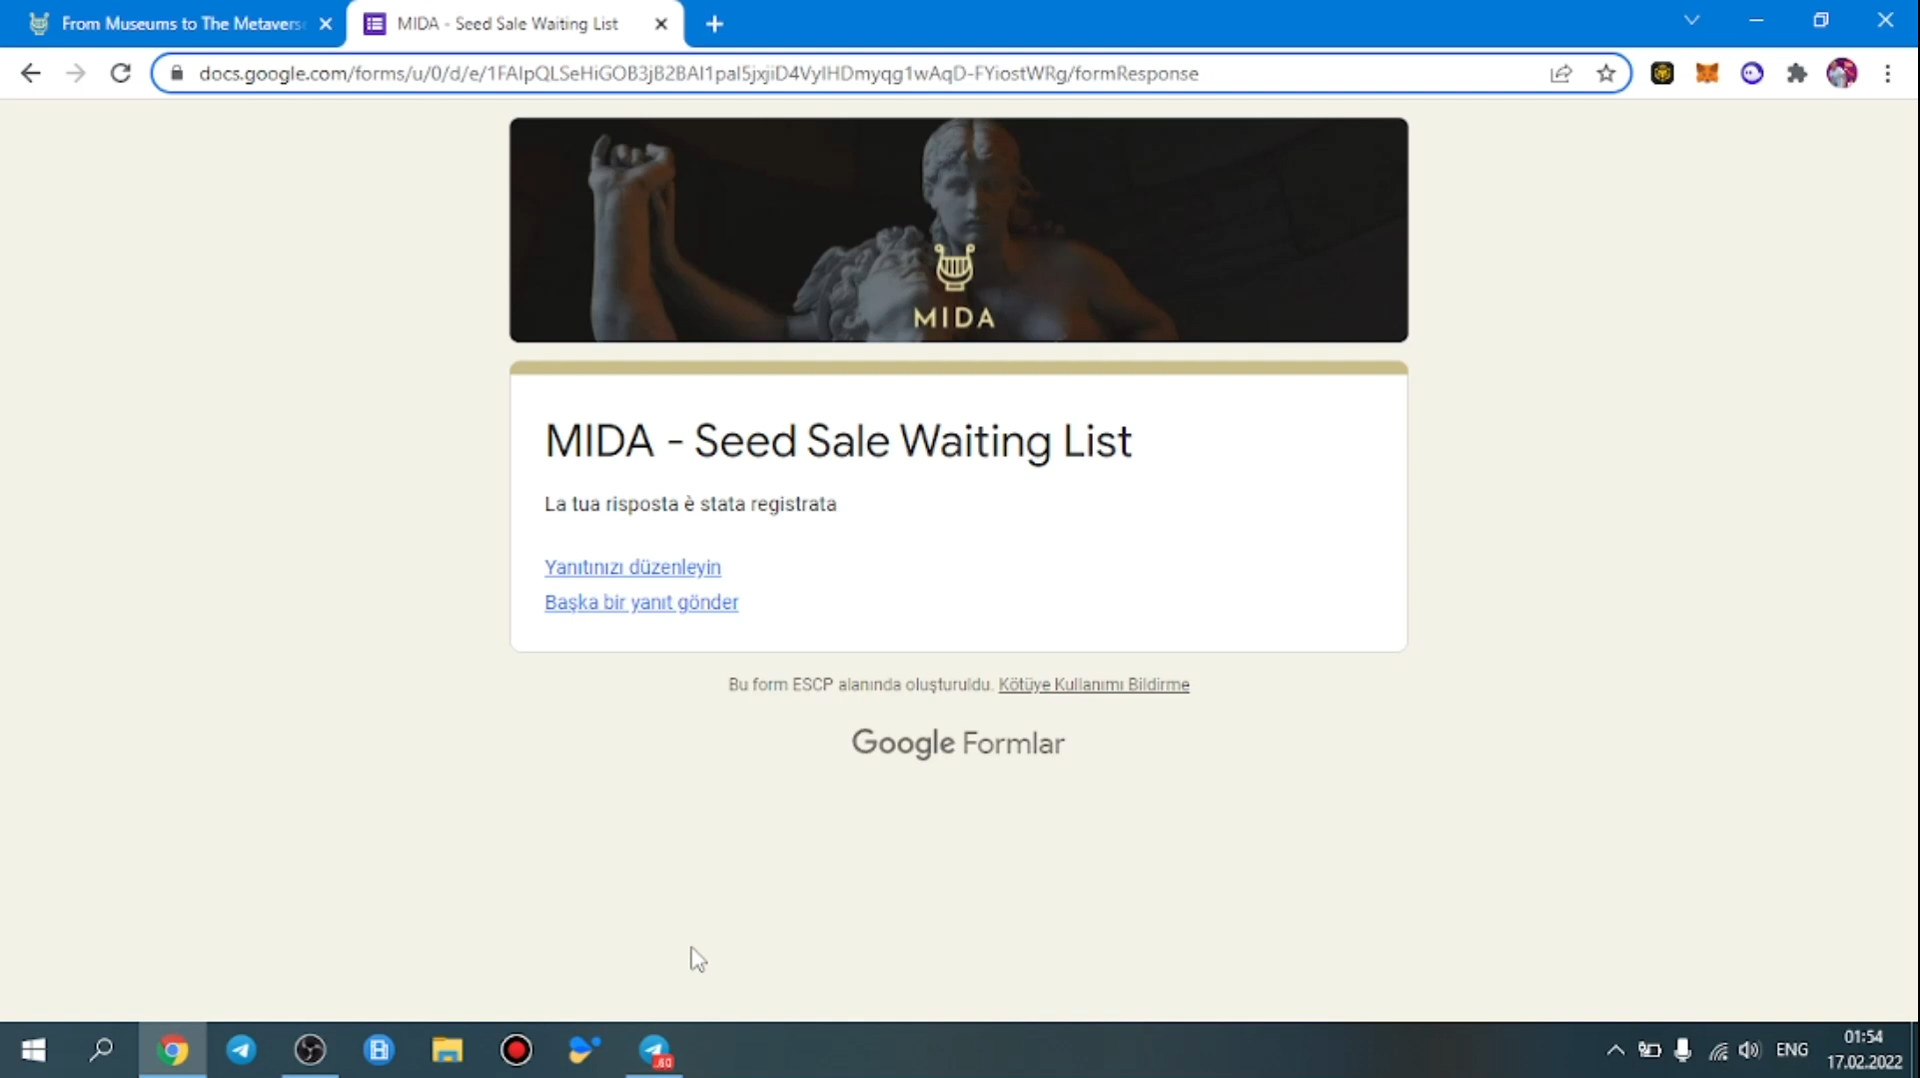 From Museums to The Metavers
MIDA - Seed Sale Waiting List
docs.google.com/forms/u/0/d/e/1FAIpQLSeHiGOB3jB2BAl1pal5jxjiD4VylHDmyqg1wAqD-FYiostWRg/formResponse
MIDA
MIDA - Seed Sale Waiting List
La tua risposta è stata registrata
Yanıtınızı düzenleyin
Başka bir yanıt gönder
Bu form ESCP alanında oluşturuldu. Kötüye Kullanımı Bildirme
Google Formlar
60
ENG
01:54
17.02.2022